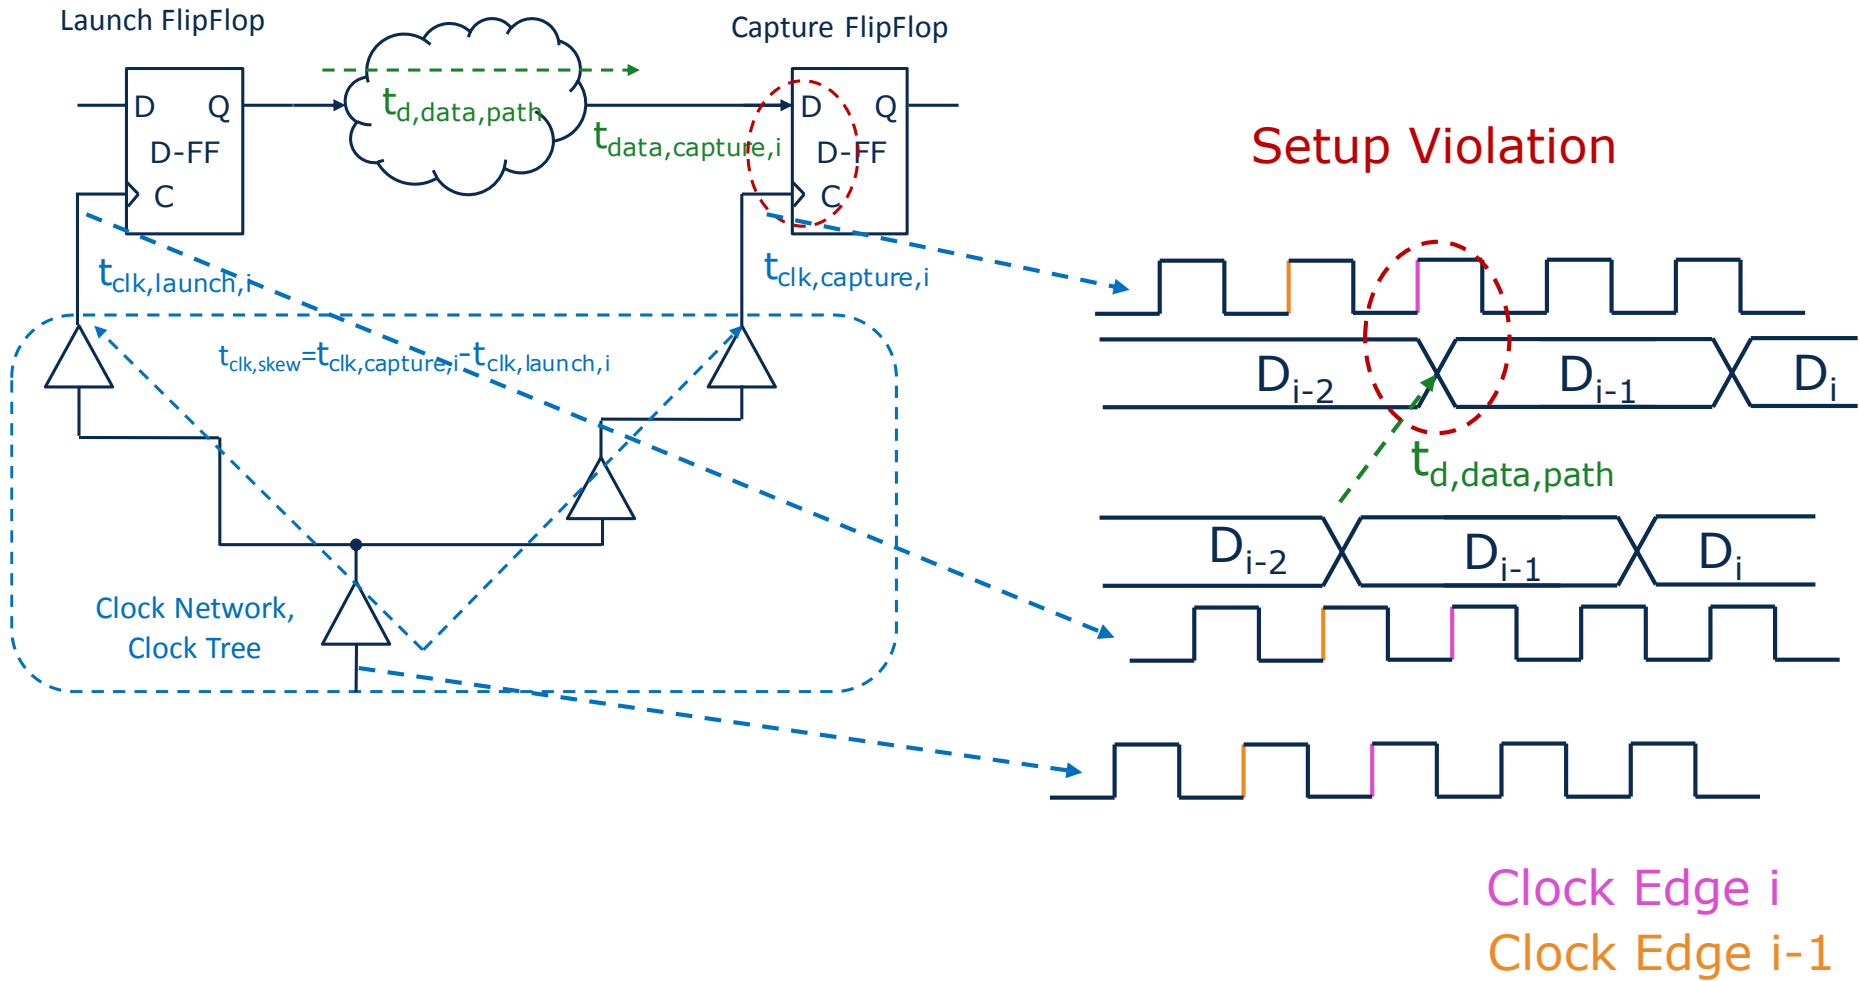 Launch FlipFlop
Capture FlipFlop
D Q
D-FF
C
t_d,data,path
t_data,capture,i
D Q
D-FF
C
Setup Violation
t_clk,launch,i
t_clk,capture,i
t_clk,skew=t_clk,capture,i-t_clk,launch,i
D_i-2 D_i-1 D_i
t_d,data,path
D_i-2 D_i-1 D_i
Clock Network,
Clock Tree
Clock Edge i
Clock Edge i-1